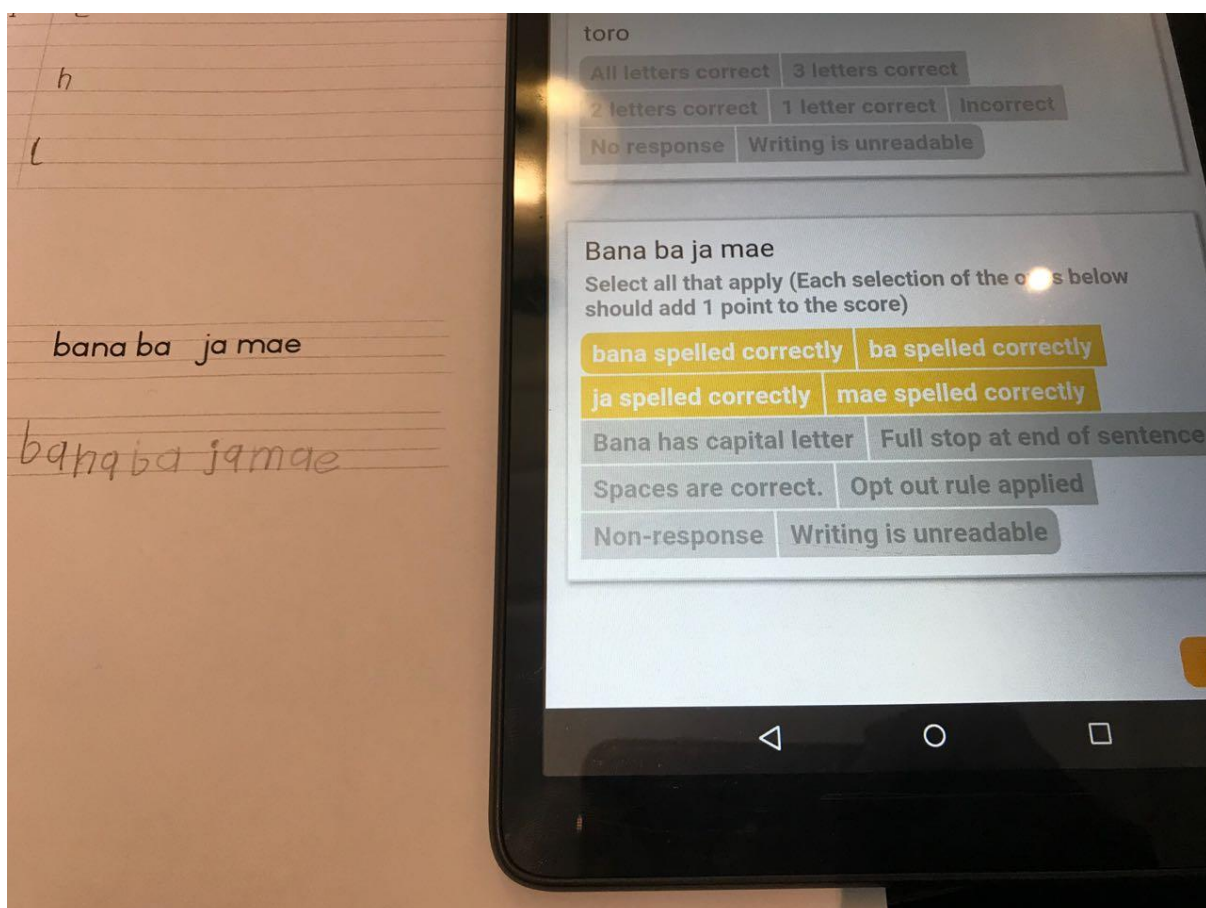 h
l
bana ba ja mae
bana ba jamae
toro
All letters correct 3 letters correct
2 letters correct 1 letter correct Incorrect
No response Writing is unreadable
Bana ba ja mae
Select all that apply (Each selection of the below
should add 1 point to the score)
bana spelled correctly ba spelled correctly
ja spelled correctly mae spelled correctly
Bana has capital letter Full stop at end of sentence
Spaces are correct. Opt out rule applied
Non-response Writing is unreadable